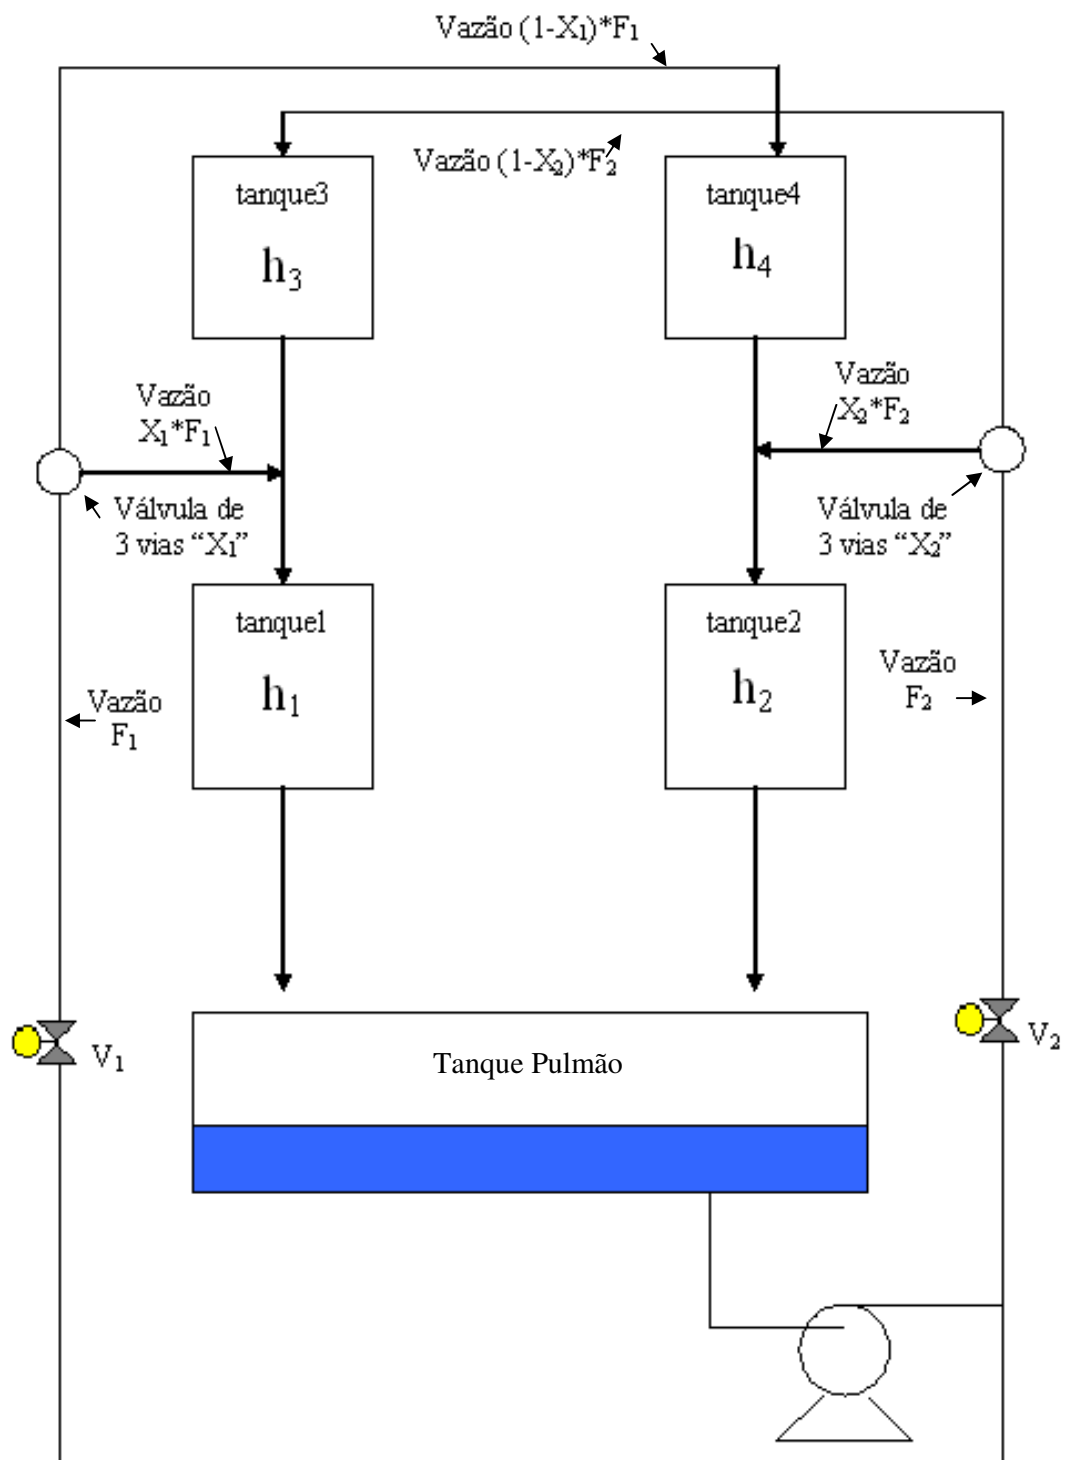 Vazão (1-X₁)*F₁
Vazão (1-X₂)*F₂
tanque3
h₃
tanque4
h₄
Vazão
X₁*F₁
Vazão
X₂*F₂
Válvula de
3 vias “X₁”
Válvula de
3 vias “X₂”
tanque1
h₁
tanque2
h₂
Vazão
F₁
Vazão
F₂
V₁
V₂
Tanque Pulmão